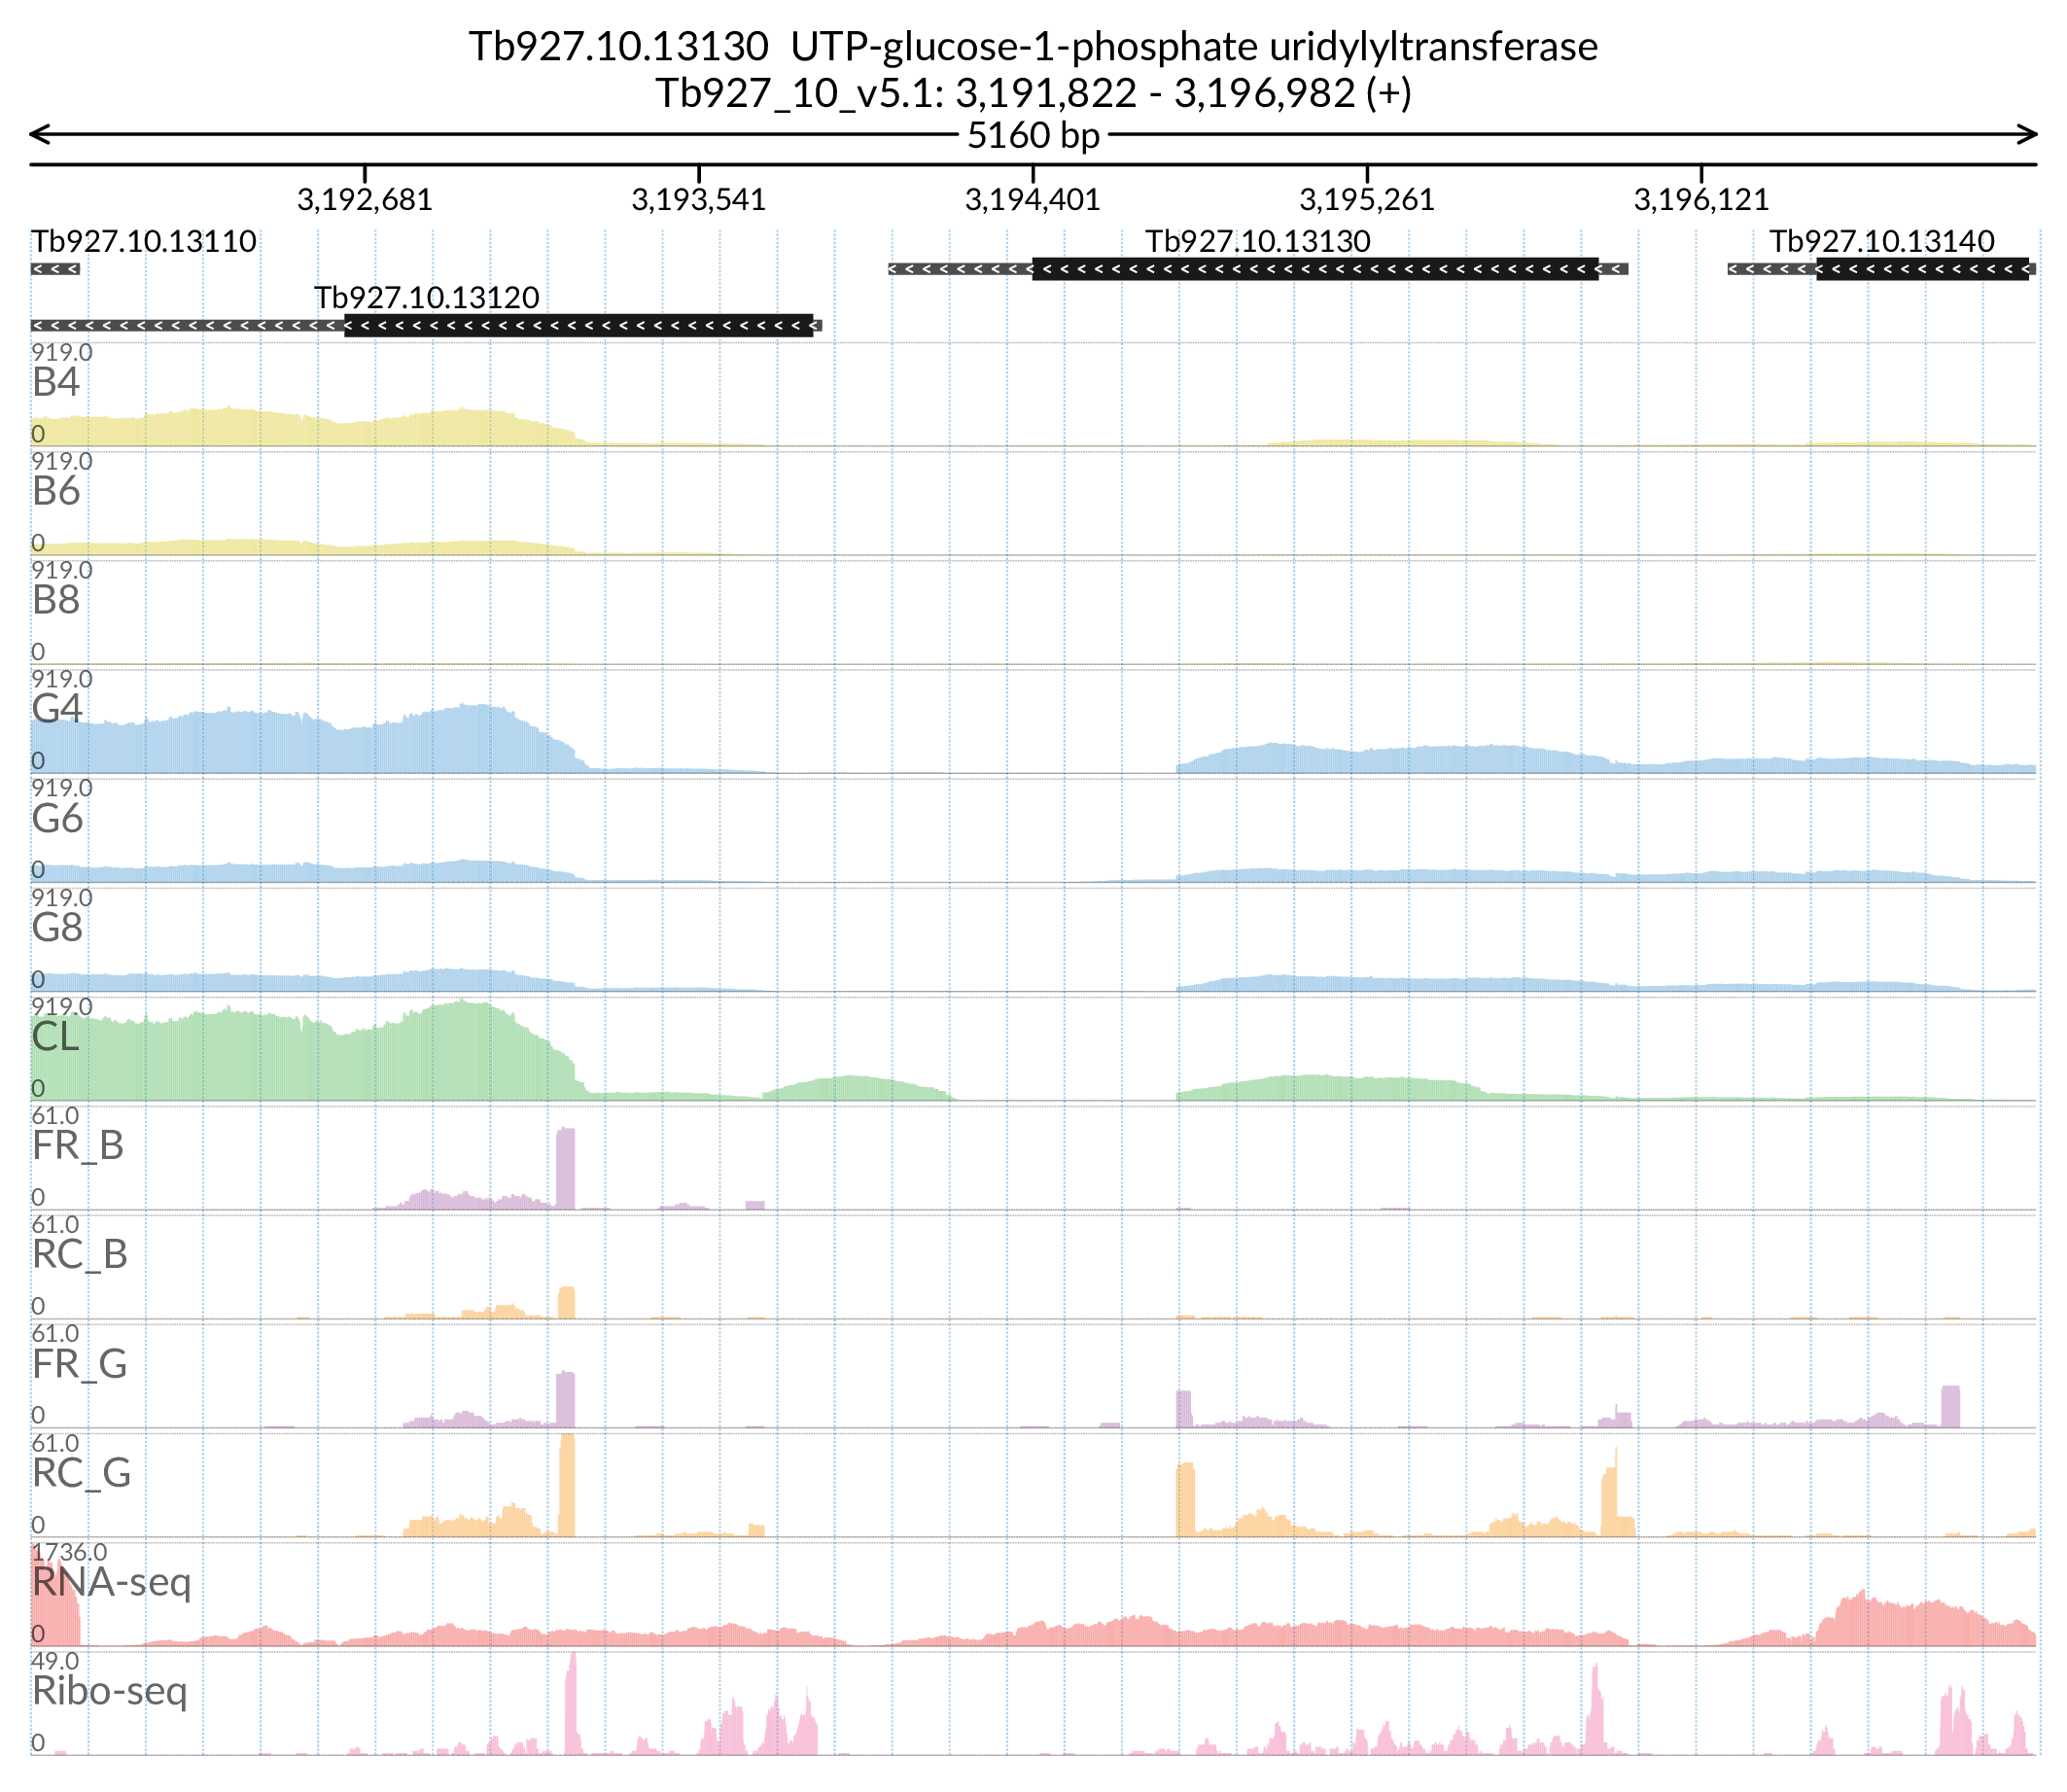 Tb927.10.13130  UTP-glucose-1-phosphate uridylyltransferase
Tb927_10_v5.1: 3,191,822 - 3,196,982 (+)
5160 bp
3,192,681 3,193,541 3,194,401 3,195,261 3,196,121
Tb927.10.13110 Tb927.10.13130 Tb927.10.13140
Tb927.10.13120
919.0
B4
0
919.0
B6
0
919.0
B8
0
919.0
G4
0
919.0
G6
0
919.0
G8
0
919.0
CL
0
61.0
FR_B
0
61.0
RC_B
0
61.0
FR_G
0
61.0
RC_G
0
1736.0
RNA-seq
0
49.0
Ribo-seq
0